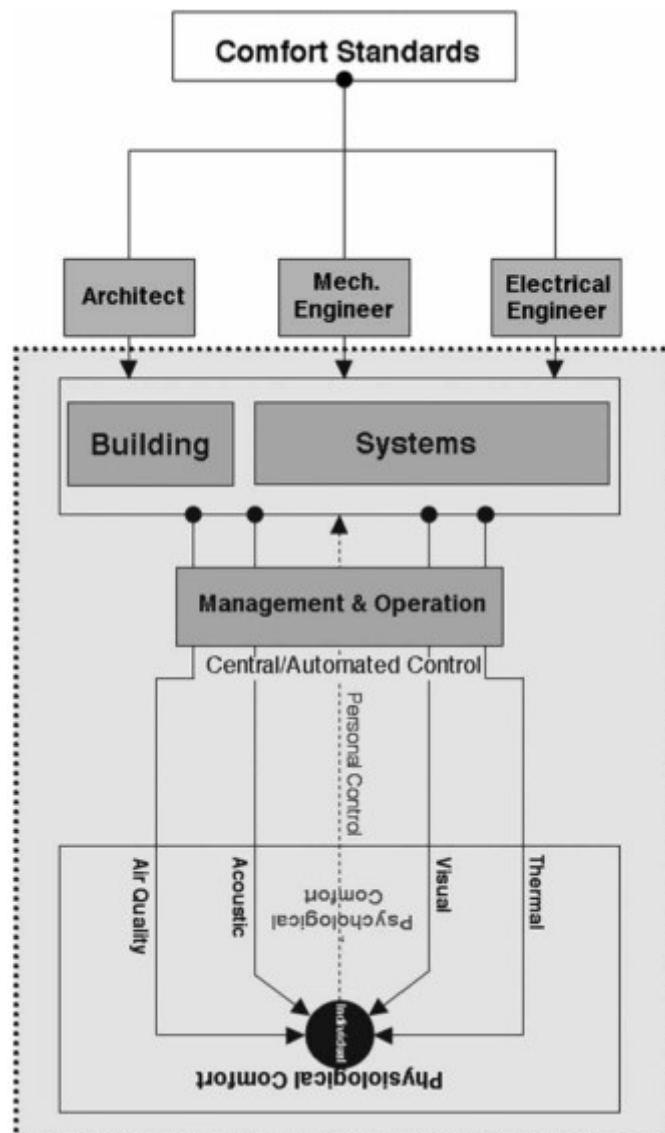 Comfort Standards
Architect
Mech.
Engineer
Electrical
Engineer
Building
Systems
Management & Operation
Central/Automated Control
Personal Control
Air Quality
Acoustic
Psychological
Comfort
Visual
Thermal
Individual
Physiological Comfort